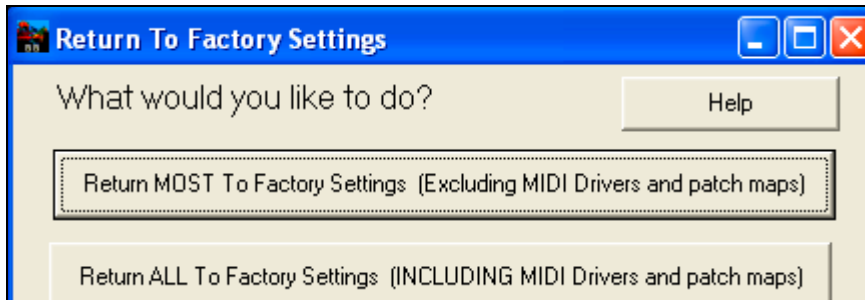 Return To Factory Settings
What would you like to do?
Help
Return MOST To Factory Settings (Excluding MIDI Drivers and patch maps)
Return ALL To Factory Settings (INCLUDING MIDI Drivers and patch maps)